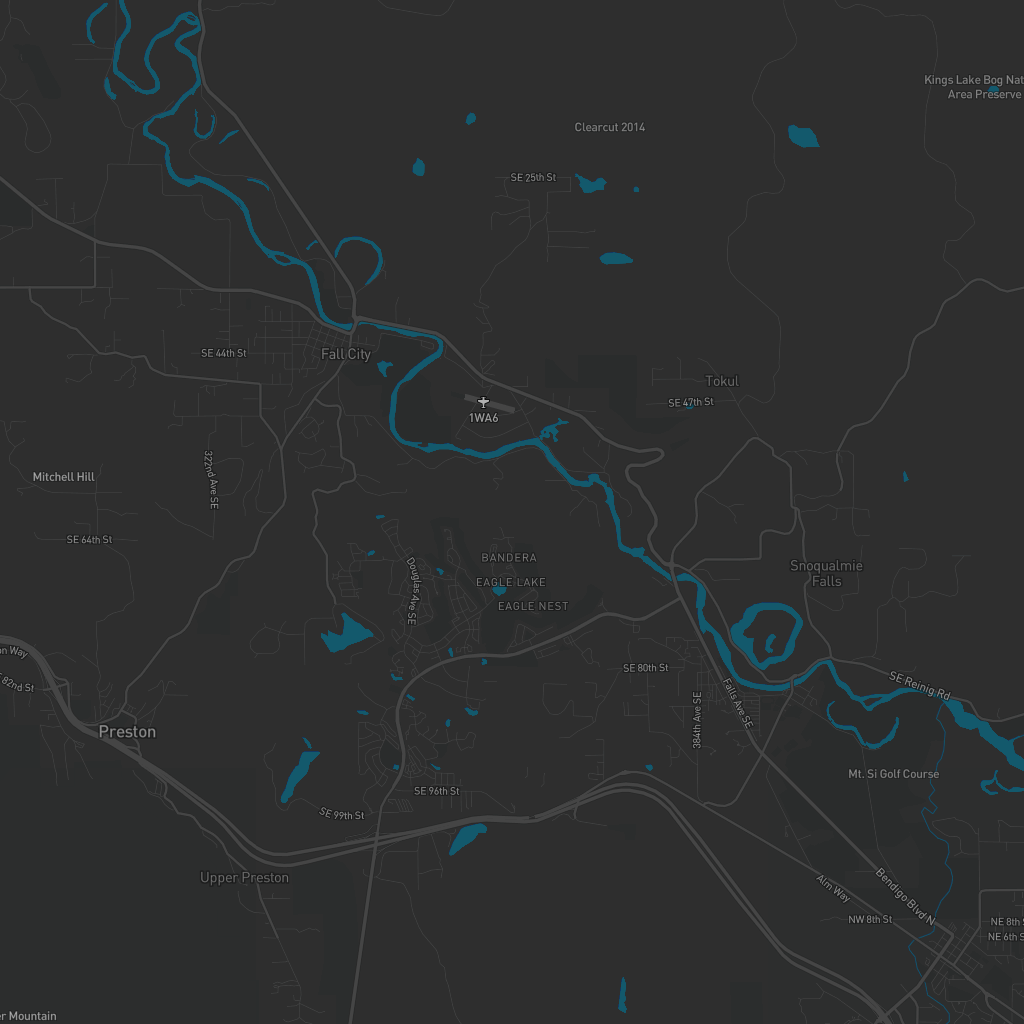 Kings Lake Bog Nat
Area Preserve
Clearcut 2014
SE 25th St
SE 44th St
Fall City
Tokul
SE 47th St
1WA6
Mitchell Hill
322nd Ave SE
SE 64th St
BANDERA
Snoqualmie
Falls
EAGLE LAKE
Douglas Ave SE
EAGLE NEST
on Way
SE 80th St
SE 82nd St
SE Reinig Rd
Falls Ave SE
384th Ave SE
Preston
Mt. Si Golf Course
SE 96th St
SE 99th St
Upper Preston
Alm Way
Bendigo Blvd N
NW 8th St
NE 8th S
NE 6th S
er Mountain